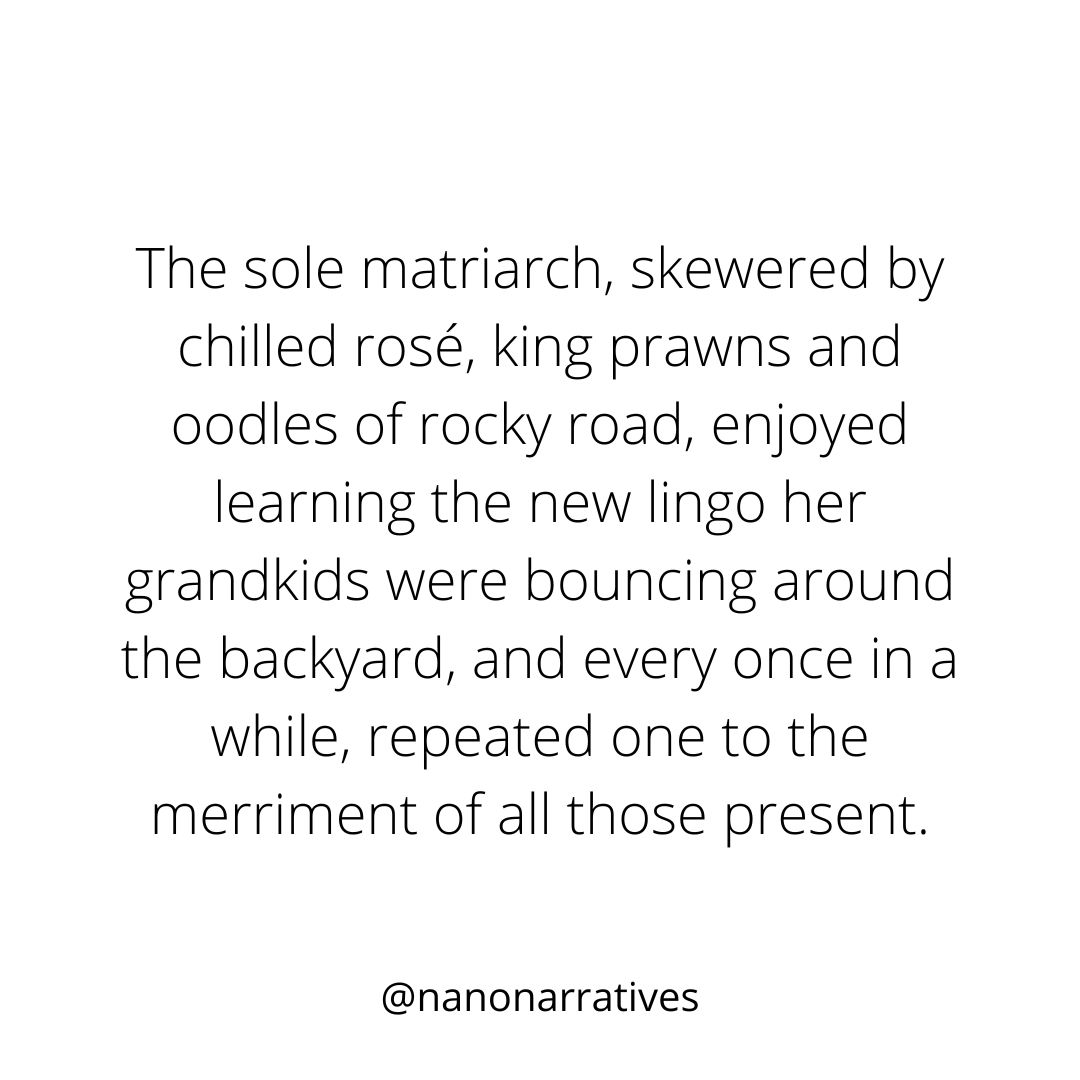 The sole matriarch, skewered by
chilled rosé, king prawns and
oodles of rocky road, enjoyed
learning the new lingo her
grandkids were bouncing around
the backyard, and every once in a
while, repeated one to the
merriment of all those present.
@nanonarratives